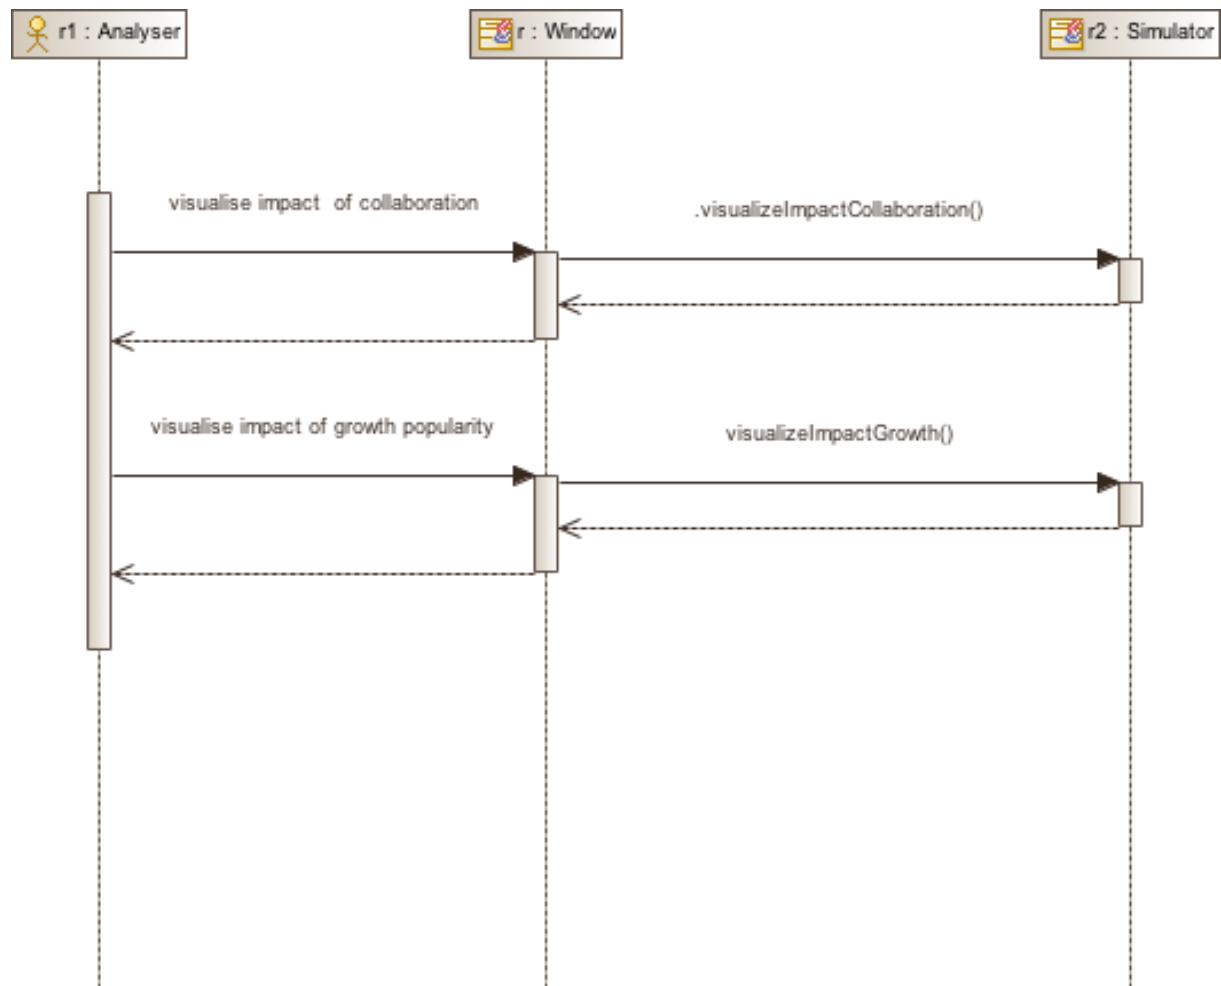 r1 : Analyser
r : Window
r2 : Simulator
visualise impact  of collaboration
.visualizeImpactCollaboration()
visualise impact of growth popularity
visualizeImpactGrowth()